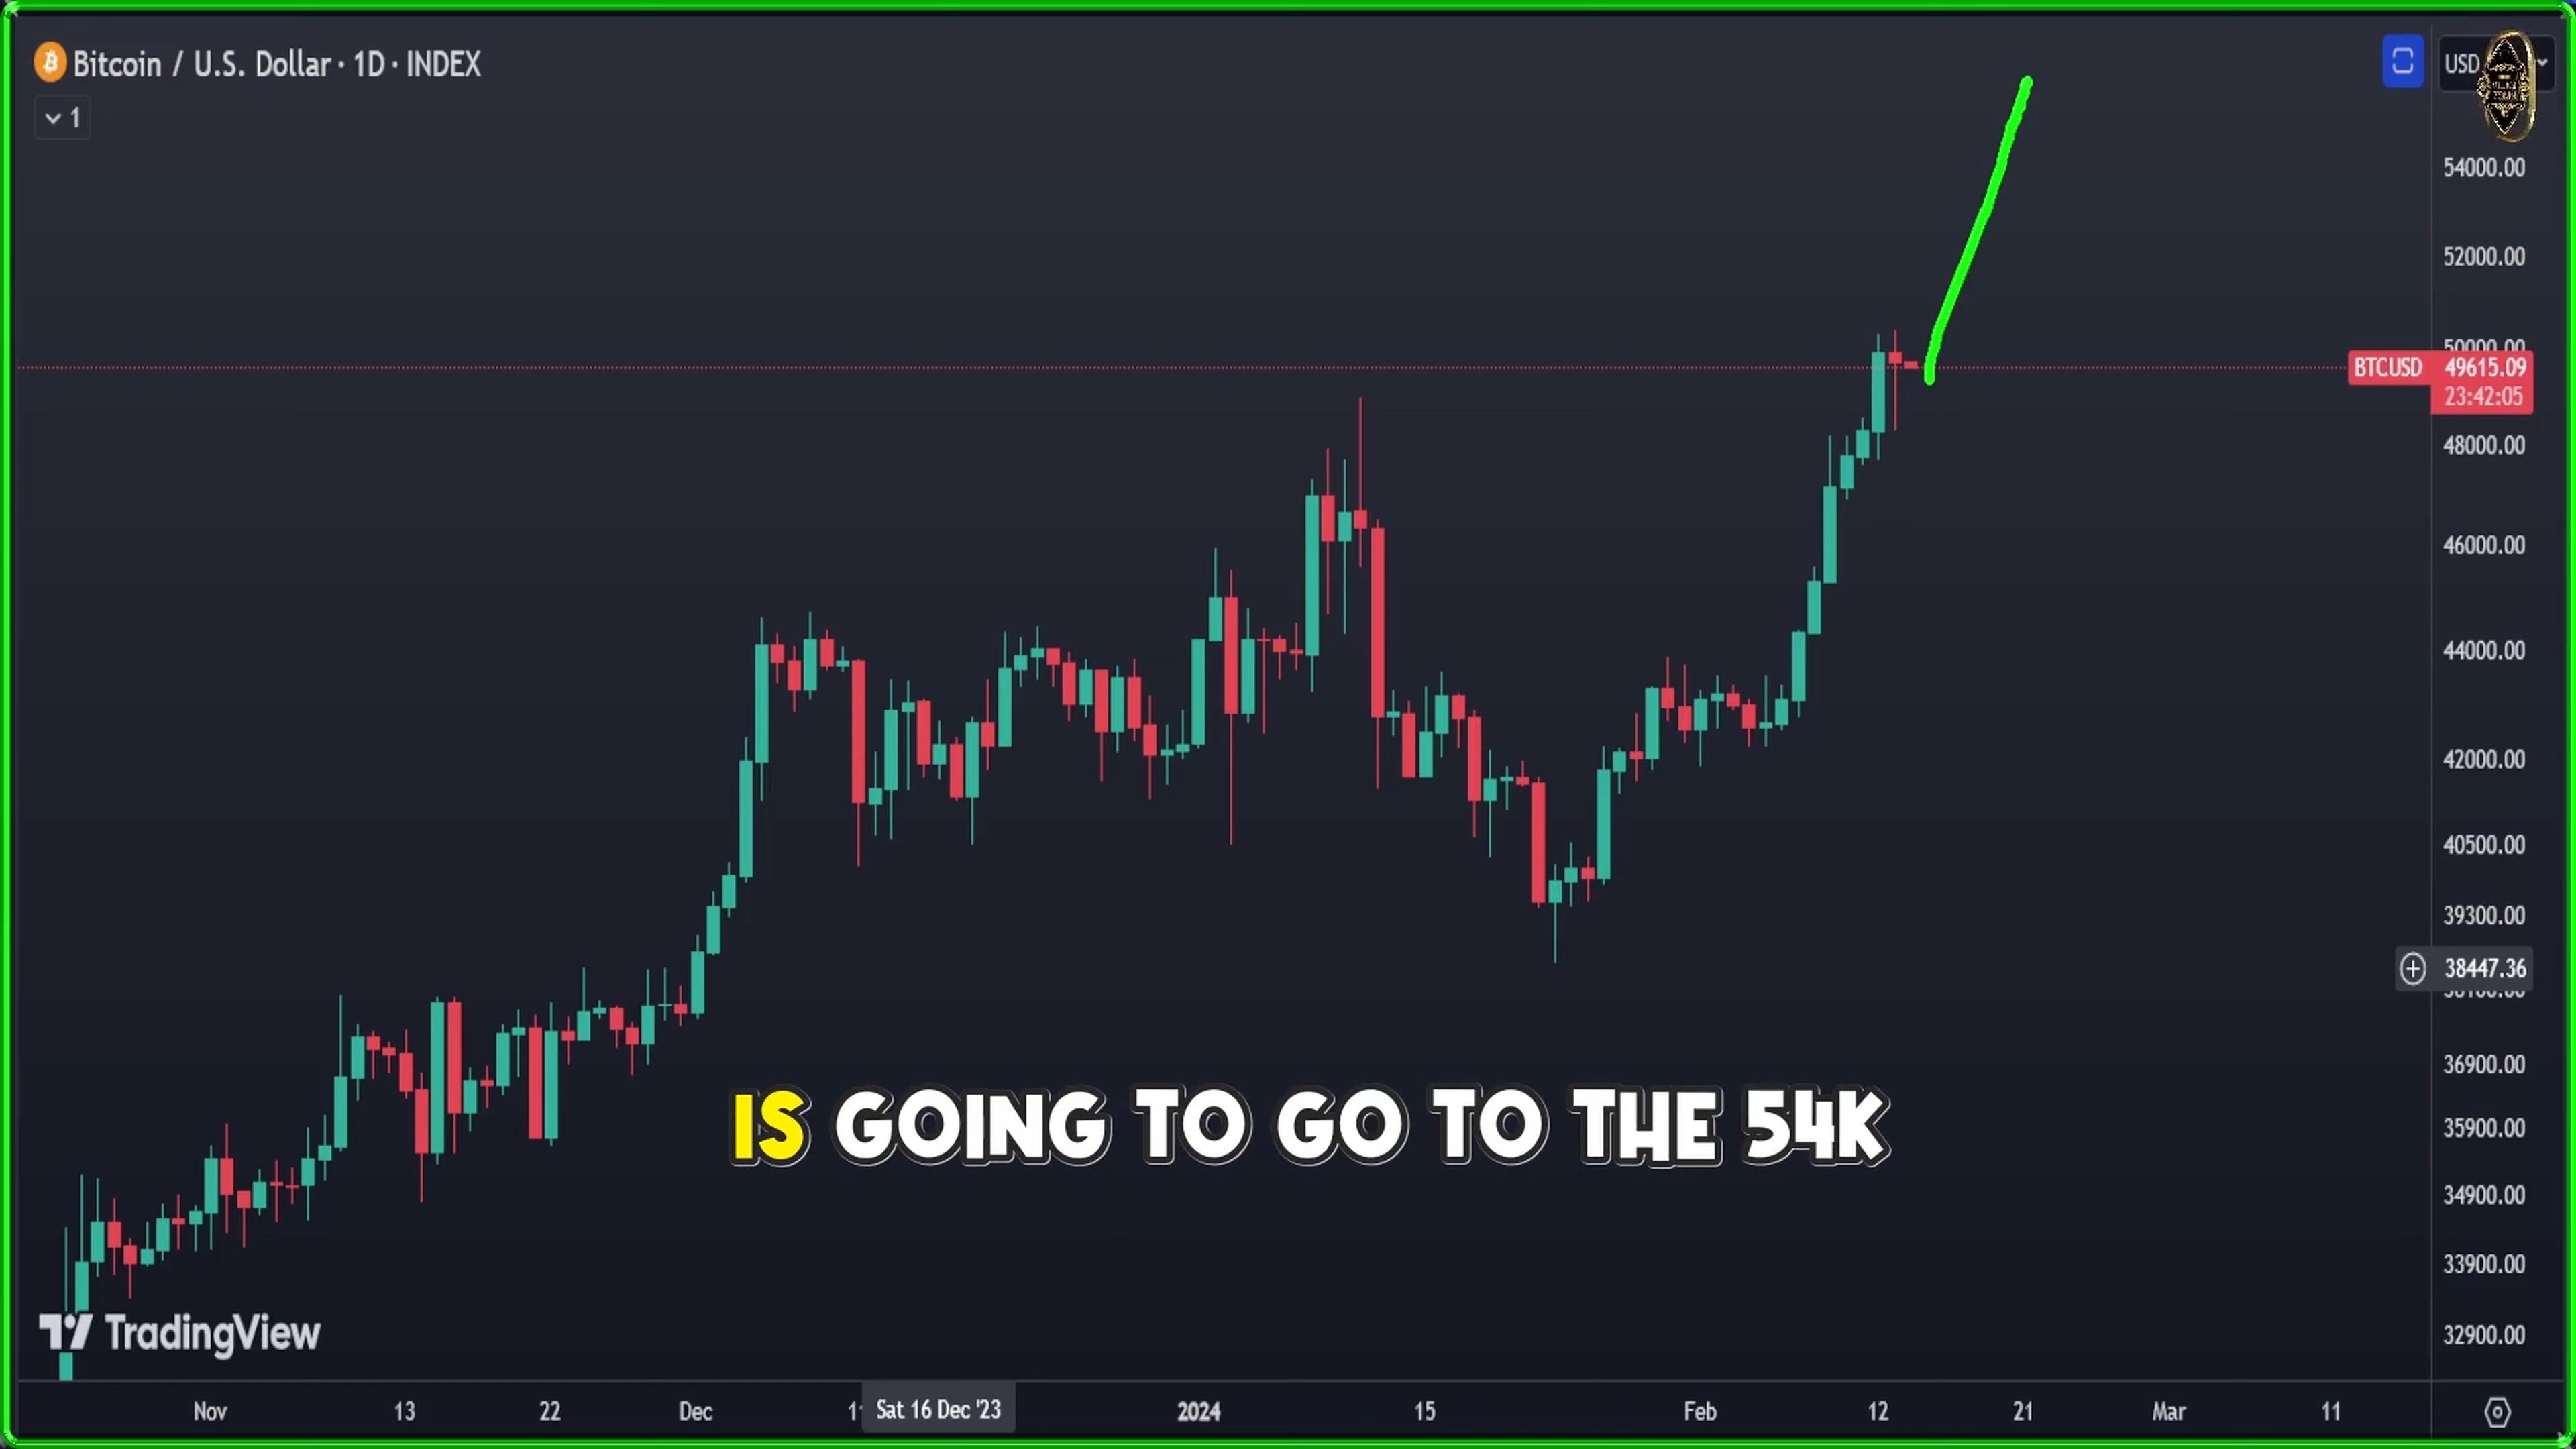 Bitcoin / U.S. Dollar · 1D · INDEX
USD
1
54000.00
52000.00
50000.00
BTCUSD 49615.09
23:42:05
48000.00
46000.00
44000.00
42000.00
40500.00
39300.00
38447.36
36900.00
IS GOING TO GO TO THE 54K
35900.00
34900.00
33900.00
TradingView
32900.00
Nov 13 22 Dec Sat 16 Dec '23 2024 15 Feb 12 21 Mar 11